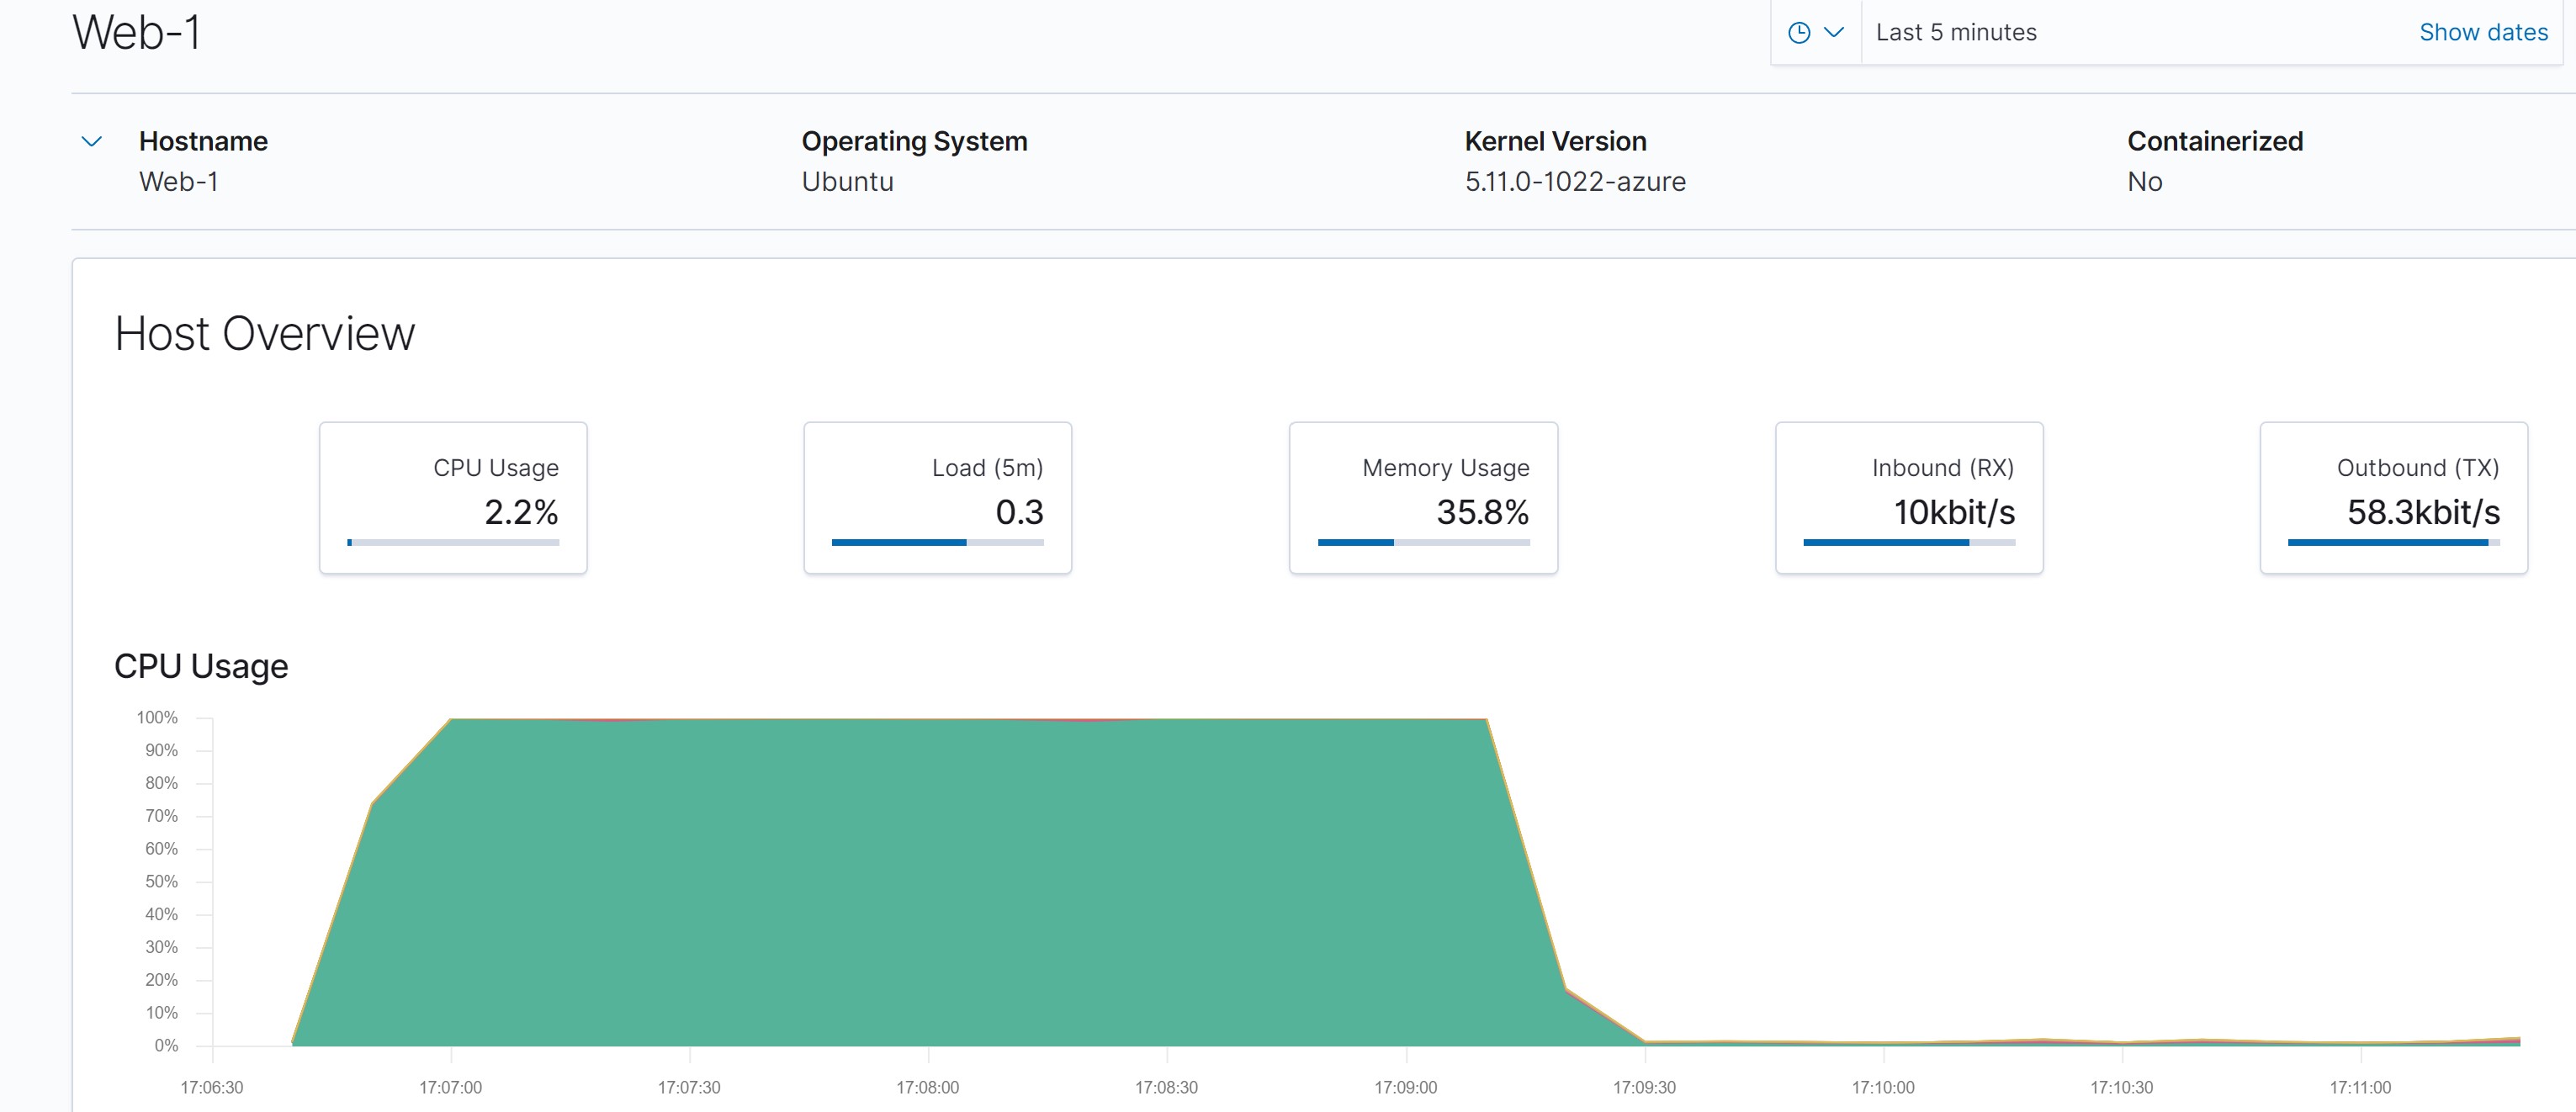 Web-1
Last 5 minutes
Show dates
Hostname
Operating System
Kernel Version
Containerized
Web-1
Ubuntu
5.11.0-1022-azure
No
Host Overview
CPU Usage
2.2%
Load (5m)
0.3
Memory Usage
35.8%
Inbound (RX)
10kbit/s
Outbound (TX)
58.3kbit/s
CPU Usage
100%
90%
80%
70%
60%
50%
40%
30%
20%
10%
0%
17:06:30
17:07:00
17:07:30
17:08:00
17:08:30
17:09:00
17:09:30
17:10:00
17:10:30
17:11:00